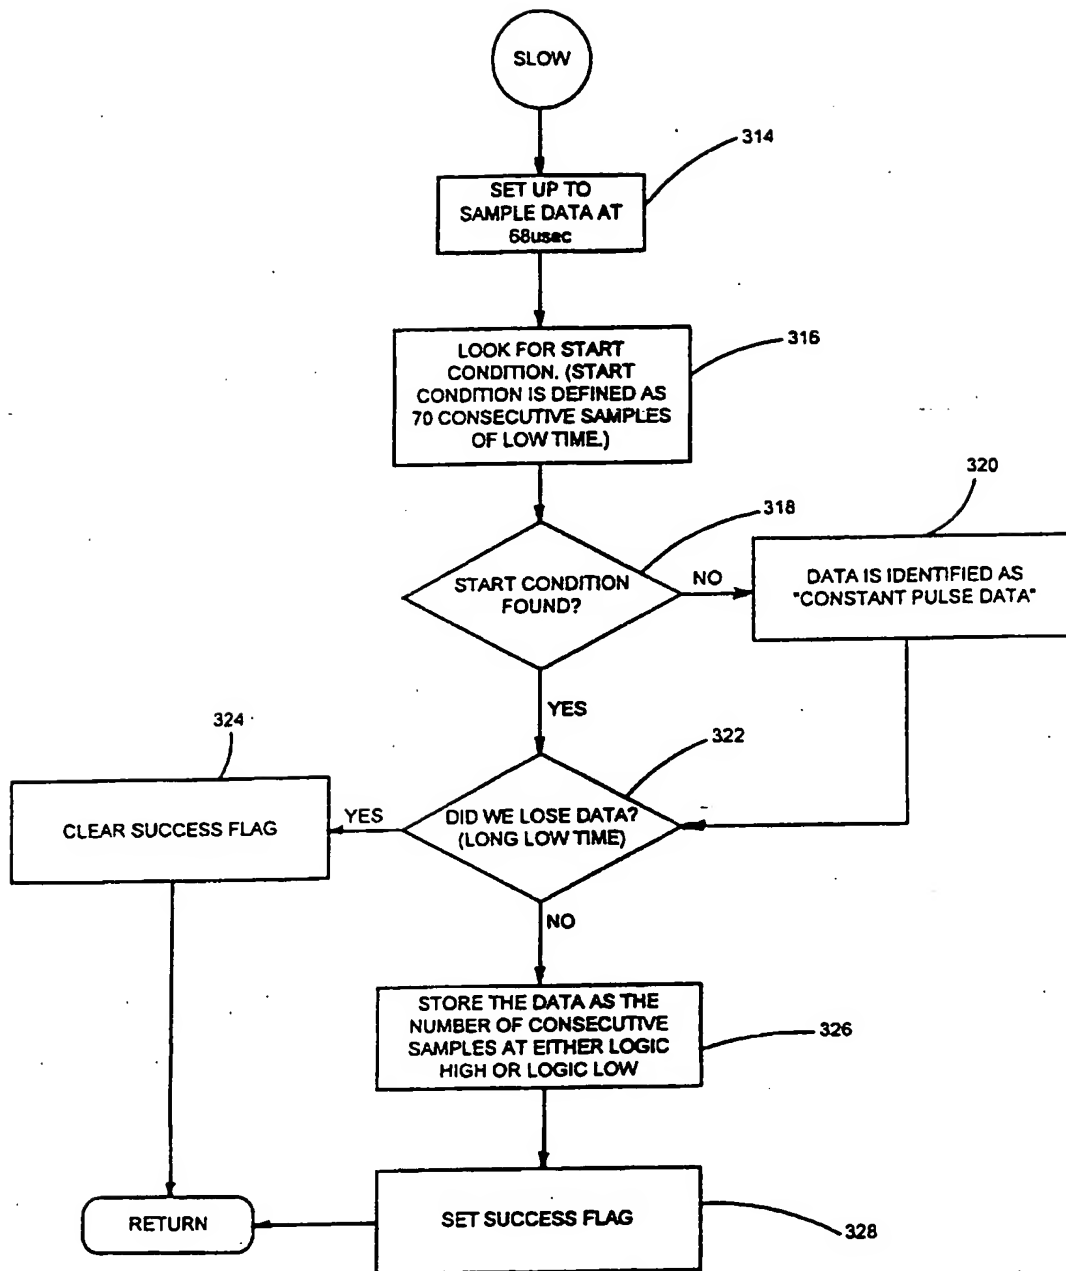 SLOW
314
SET UP TO
SAMPLE DATA AT
68usec
316
LOOK FOR START
CONDITION. (START
CONDITION IS DEFINED AS
70 CONSECUTIVE SAMPLES
OF LOW TIME.)
320
318
START CONDITION
FOUND?
NO
DATA IS IDENTIFIED AS
"CONSTANT PULSE DATA"
YES
324
322
CLEAR SUCCESS FLAG
YES
DID WE LOSE DATA?
(LONG LOW TIME)
NO
STORE THE DATA AS THE
NUMBER OF CONSECUTIVE
SAMPLES AT EITHER LOGIC
HIGH OR LOGIC LOW
326
RETURN
SET SUCCESS FLAG
328